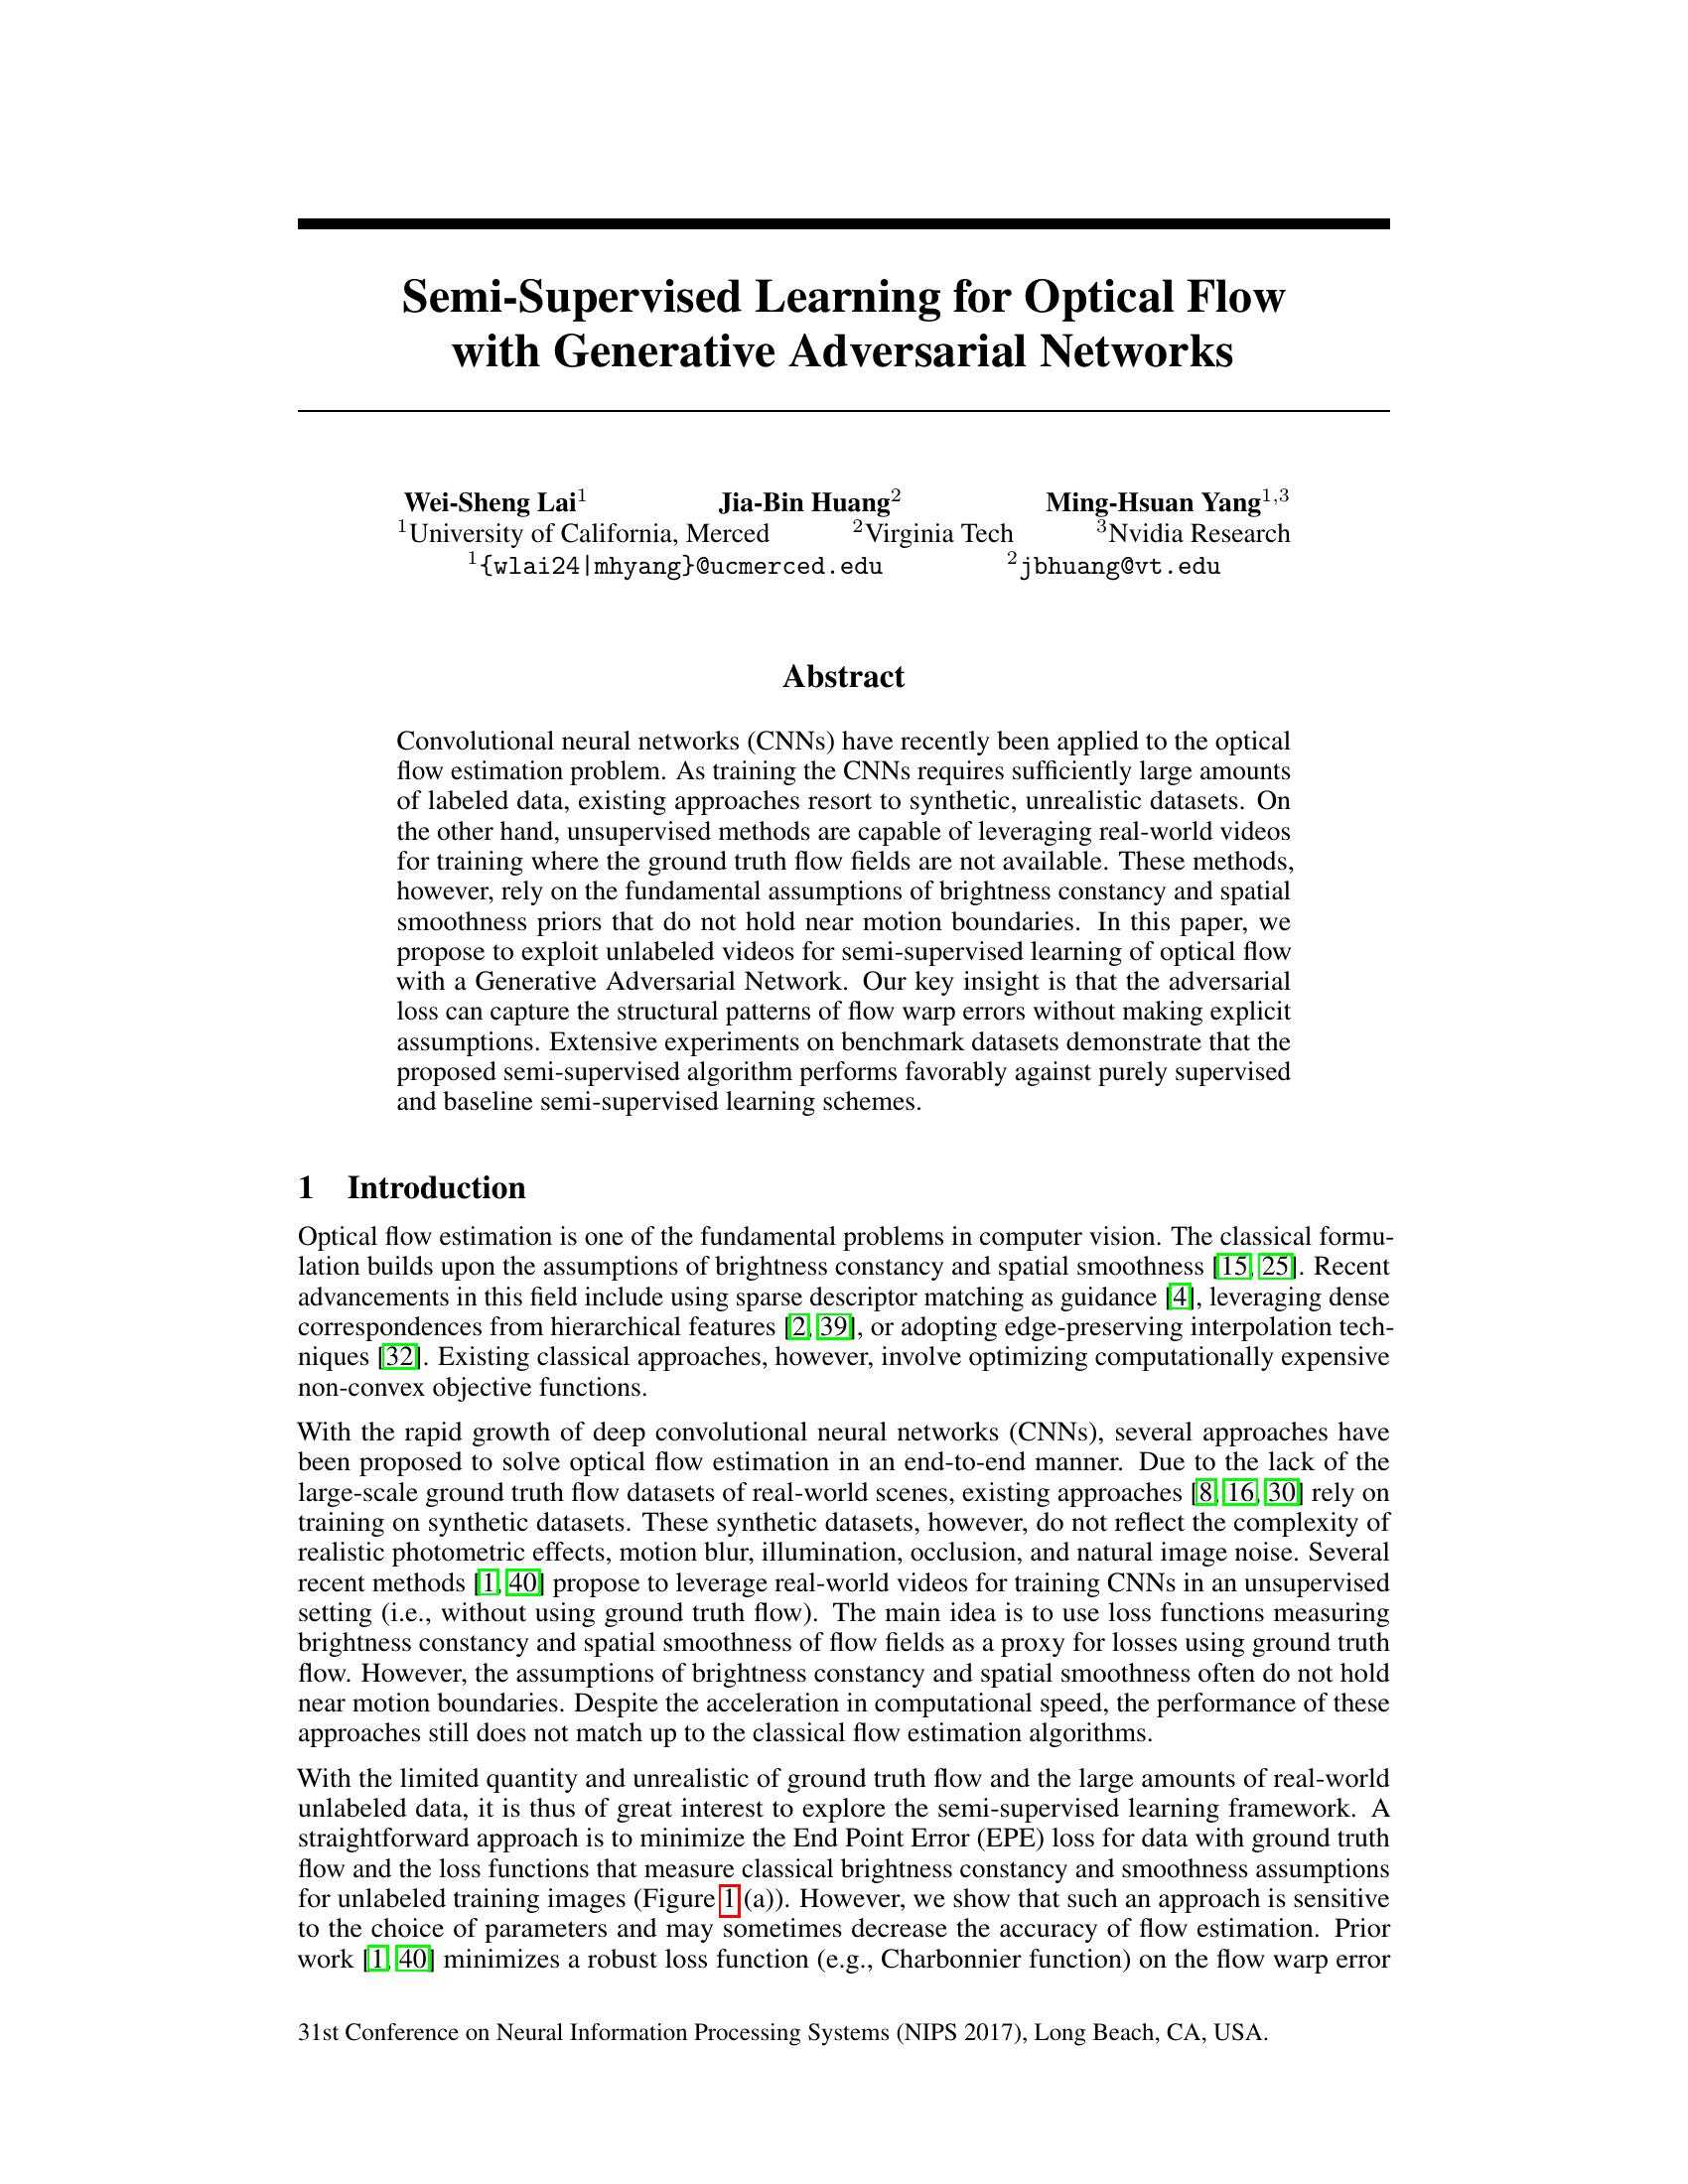 Semi-Supervised Learning for Optical Flow
with Generative Adversarial Networks
Wei-Sheng Lai1 Jia-Bin Huang2 Ming-Hsuan Yang1,3
1University of California, Merced 2Virginia Tech 3Nvidia Research
1{wlai24|mhyang}@ucmerced.edu 2jbhuang@vt.edu
Abstract
Convolutional neural networks (CNNs) have recently been applied to the optical
flow estimation problem. As training the CNNs requires sufficiently large amounts
of labeled data, existing approaches resort to synthetic, unrealistic datasets. On
the other hand, unsupervised methods are capable of leveraging real-world videos
for training where the ground truth flow fields are not available. These methods,
however, rely on the fundamental assumptions of brightness constancy and spatial
smoothness priors that do not hold near motion boundaries. In this paper, we
propose to exploit unlabeled videos for semi-supervised learning of optical flow
with a Generative Adversarial Network. Our key insight is that the adversarial
loss can capture the structural patterns of flow warp errors without making explicit
assumptions. Extensive experiments on benchmark datasets demonstrate that the
proposed semi-supervised algorithm performs favorably against purely supervised
and baseline semi-supervised learning schemes.
1 Introduction
Optical flow estimation is one of the fundamental problems in computer vision. The classical formu-
lation builds upon the assumptions of brightness constancy and spatial smoothness [15, 25]. Recent
advancements in this field include using sparse descriptor matching as guidance [4], leveraging dense
correspondences from hierarchical features [2, 39], or adopting edge-preserving interpolation tech-
niques [32]. Existing classical approaches, however, involve optimizing computationally expensive
non-convex objective functions.
With the rapid growth of deep convolutional neural networks (CNNs), several approaches have
been proposed to solve optical flow estimation in an end-to-end manner. Due to the lack of the
large-scale ground truth flow datasets of real-world scenes, existing approaches [8, 16, 30] rely on
training on synthetic datasets. These synthetic datasets, however, do not reflect the complexity of
realistic photometric effects, motion blur, illumination, occlusion, and natural image noise. Several
recent methods [1, 40] propose to leverage real-world videos for training CNNs in an unsupervised
setting (i.e., without using ground truth flow). The main idea is to use loss functions measuring
brightness constancy and spatial smoothness of flow fields as a proxy for losses using ground truth
flow. However, the assumptions of brightness constancy and spatial smoothness often do not hold
near motion boundaries. Despite the acceleration in computational speed, the performance of these
approaches still does not match up to the classical flow estimation algorithms.
With the limited quantity and unrealistic of ground truth flow and the large amounts of real-world
unlabeled data, it is thus of great interest to explore the semi-supervised learning framework. A
straightforward approach is to minimize the End Point Error (EPE) loss for data with ground truth
flow and the loss functions that measure classical brightness constancy and smoothness assumptions
for unlabeled training images (Figure 1 (a)). However, we show that such an approach is sensitive
to the choice of parameters and may sometimes decrease the accuracy of flow estimation. Prior
work [1, 40] minimizes a robust loss function (e.g., Charbonnier function) on the flow warp error
31st Conference on Neural Information Processing Systems (NIPS 2017), Long Beach, CA, USA.